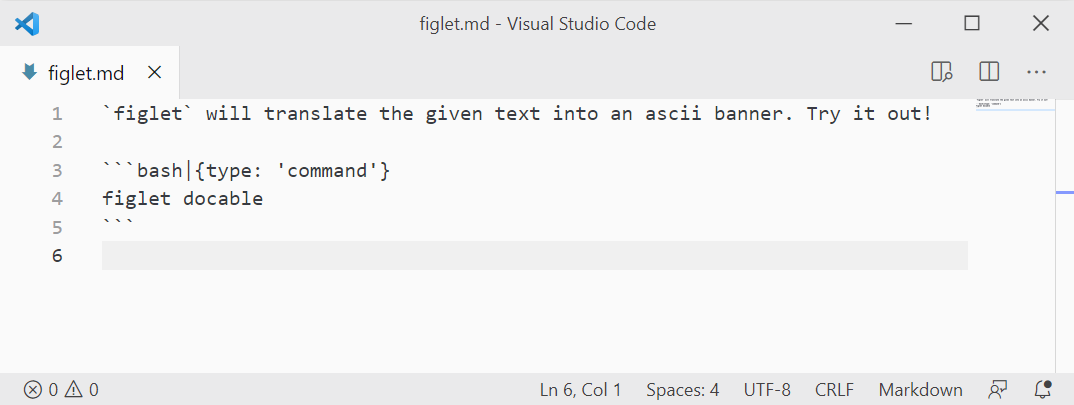 figlet.md - Visual Studio Code
figlet.md
1 `figlet` will translate the given text into an ascii banner. Try it out!
2
3 ```bash|{type: 'command'}
4 figlet docable
5 ```
6
0 0 Ln 6, Col 1 Spaces: 4 UTF-8 CRLF Markdown